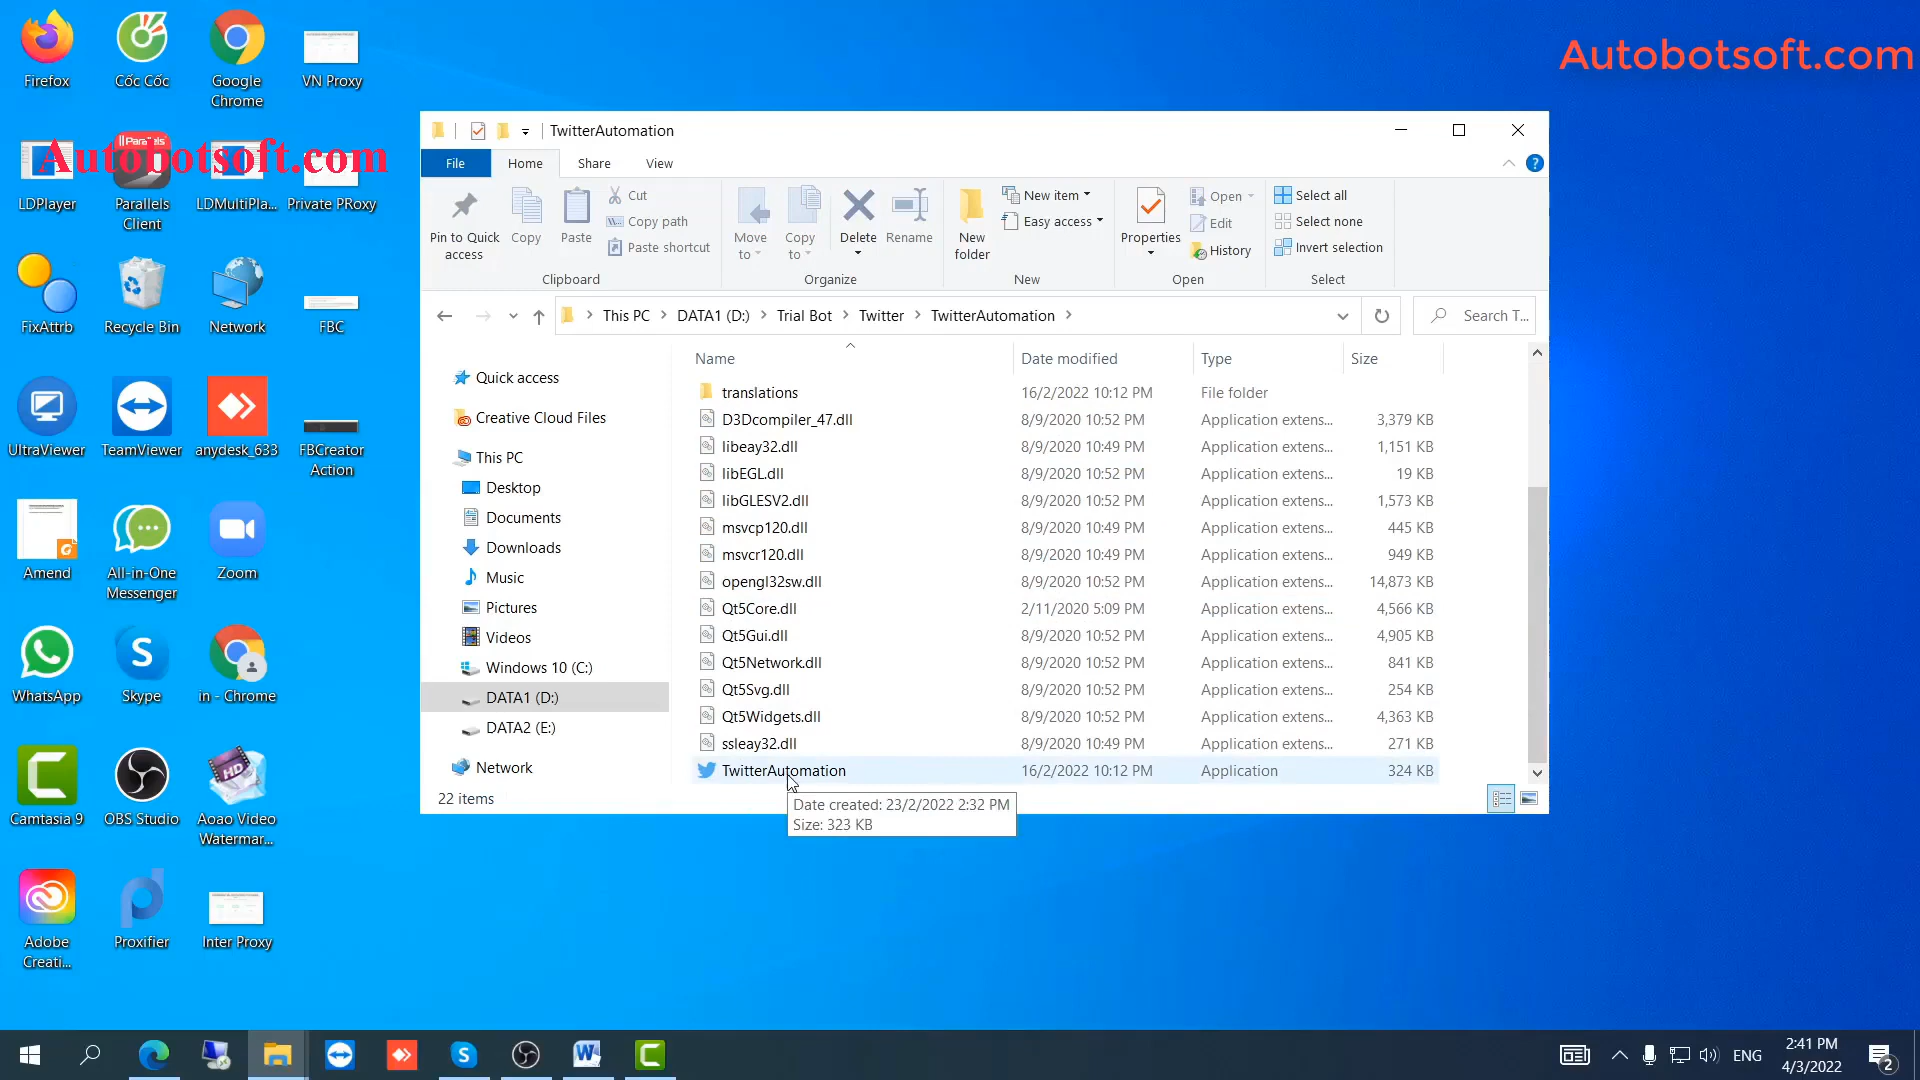 Autobotsoft.com
Firefox
Cốc Cốc
Google
Chrome
VN Proxy
Autobotsoft.com
LDPlayer
Parallels
Client
LDMultiPla...
Private PRoxy
FixAttrb
Recycle Bin
Network
FBC
UltraViewer
TeamViewer
anydesk_633
FBCreator
Action
Amend
All-in-One
Messenger
Zoom
WhatsApp
Skype
in - Chrome
Camtasia 9
OBS Studio
Aoao Video
Watermar...
Adobe
Creati...
Proxifier
Inter Proxy
TwitterAutomation
File
Home
Share
View
Pin to Quick
access
Copy
Paste
Cut
Copy path
Paste shortcut
Clipboard
Move
to
Copy
to
Delete
Rename
Organize
New
folder
New item
Easy access
New
Properties
Open
Edit
History
Open
Select all
Select none
Invert selection
Select
This PC
DATA1 (D:)
Trial Bot
Twitter
TwitterAutomation
Search T...
Quick access
Creative Cloud Files
This PC
Desktop
Documents
Downloads
Music
Pictures
Videos
Windows 10 (C:)
DATA1 (D:)
DATA2 (E:)
Network
Name Date modified Type Size
translations 16/2/2022 10:12 PM File folder
D3Dcompiler_47.dll 8/9/2020 10:52 PM Application extens... 3,379 KB
libeay32.dll 8/9/2020 10:49 PM Application extens... 1,151 KB
libEGL.dll 8/9/2020 10:52 PM Application extens... 19 KB
libGLESV2.dll 8/9/2020 10:52 PM Application extens... 1,573 KB
msvcp120.dll 8/9/2020 10:49 PM Application extens... 445 KB
msvcr120.dll 8/9/2020 10:49 PM Application extens... 949 KB
opengl32sw.dll 8/9/2020 10:52 PM Application extens... 14,873 KB
Qt5Core.dll 2/11/2020 5:09 PM Application extens... 4,566 KB
Qt5Gui.dll 8/9/2020 10:52 PM Application extens... 4,905 KB
Qt5Network.dll 8/9/2020 10:52 PM Application extens... 841 KB
Qt5Svg.dll 8/9/2020 10:52 PM Application extens... 254 KB
Qt5Widgets.dll 8/9/2020 10:52 PM Application extens... 4,363 KB
ssleay32.dll 8/9/2020 10:49 PM Application extens... 271 KB
TwitterAutomation 16/2/2022 10:12 PM Application 324 KB
Date created: 23/2/2022 2:32 PM
Size: 323 KB
22 items
ENG
2:41 PM
4/3/2022
2